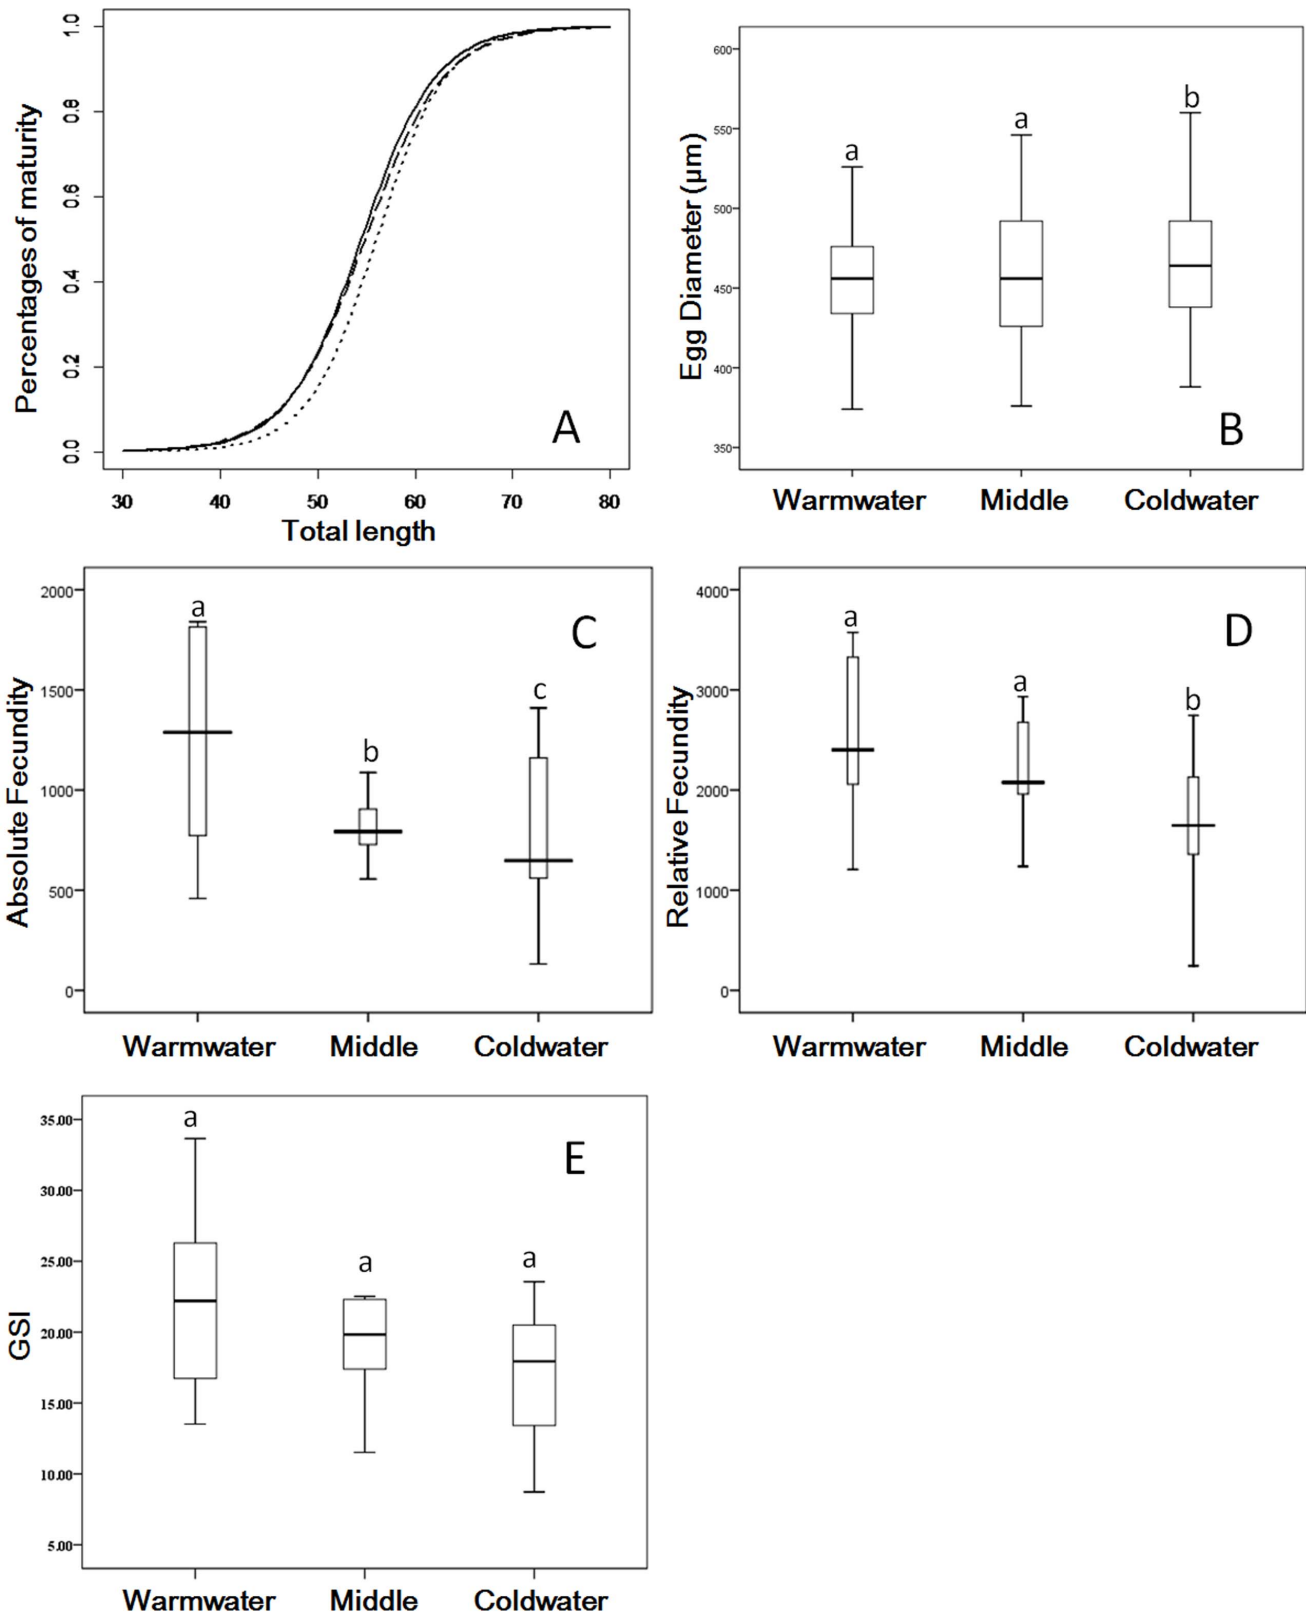 Percentages of maturity
1.0
0.8
0.6
0.4
0.2
0.0
A
30 40 50 60 70 80
Total length
Egg Diameter (µm)
600
550
500
450
400
350
a a b
B
Warmwater Middle Coldwater
Absolute Fecundity
2000
1500
1000
500
0
a b c
C
Warmwater Middle Coldwater
Relative Fecundity
4000
3000
2000
1000
0
a a b
D
Warmwater Middle Coldwater
GSI
35.00
30.00
25.00
20.00
15.00
10.00
5.00
a a a
E
Warmwater Middle Coldwater